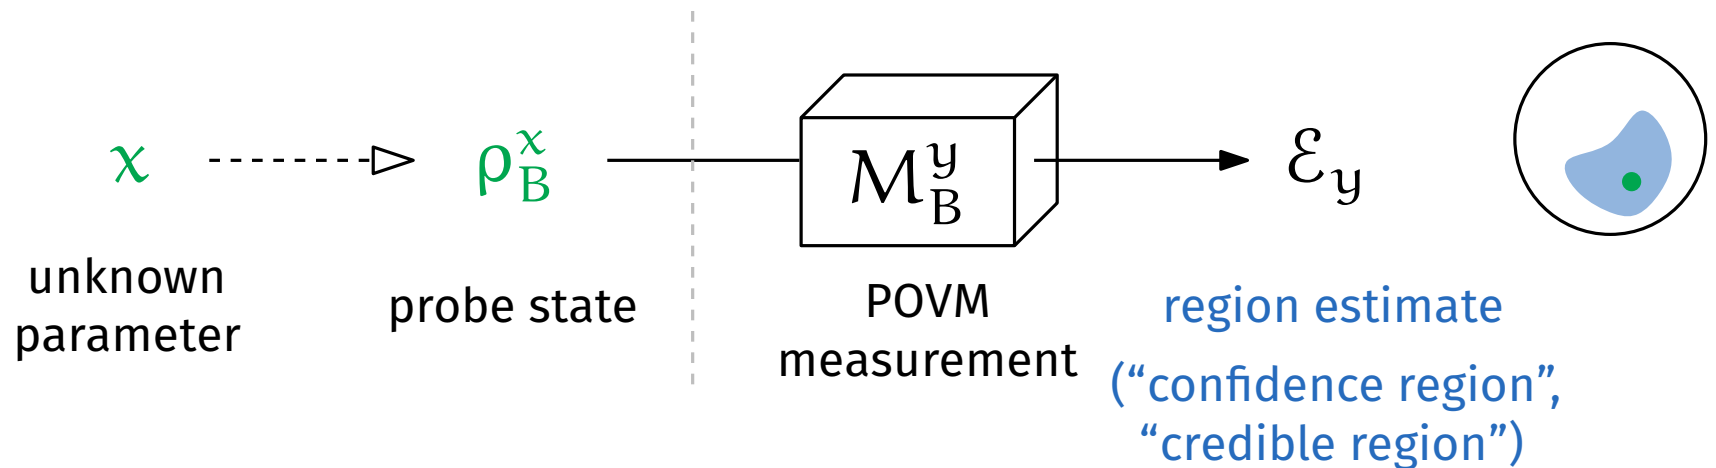 x
ρ_B^x
M_B^y
ℰ_y
unknown
parameter
probe state
POVM
measurement
region estimate
(“confidence region”,
“credible region”)